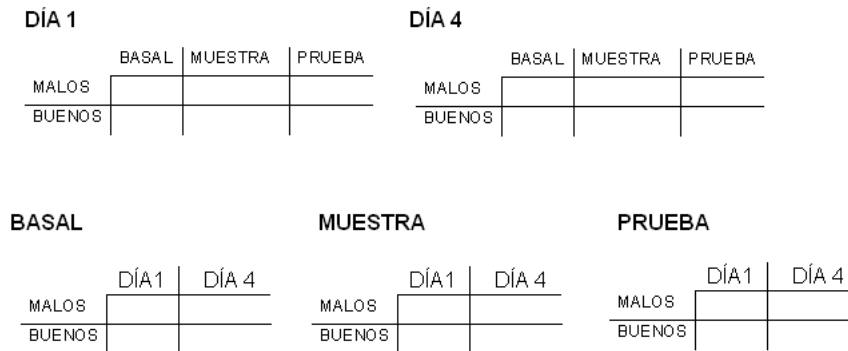 DÍA 1
BASAL MUESTRA PRUEBA
MALOS
BUENOS
DÍA 4
BASAL MUESTRA PRUEBA
MALOS
BUENOS
BASAL
DÍA1 DÍA 4
MALOS
BUENOS
MUESTRA
DÍA1 DÍA 4
MALOS
BUENOS
PRUEBA
DÍA1 DÍA 4
MALOS
BUENOS